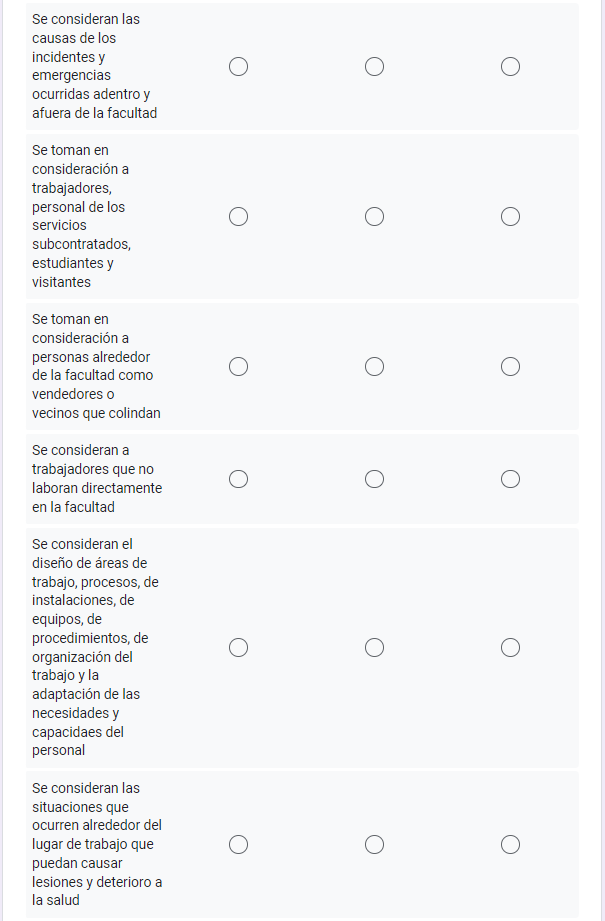 Se consideran las
causas de los
incidentes y
emergencias
ocurridas adentro y
afuera de la facultad
Se toman en
consideración a
trabajadores,
personal de los
servicios
subcontratados,
estudiantes y
visitantes
Se toman en
consideración a
personas alrededor
de la facultad como
vendedores o
vecinos que colindan
Se consideran a
trabajadores que no
laboran directamente
en la facultad
Se consideran el
diseño de áreas de
trabajo, procesos, de
instalaciones, de
equipos, de
procedimientos, de
organización del
trabajo y la
adaptación de las
necesidades y
capacidaes del
personal
Se consideran las
situaciones que
ocurren alrededor del
lugar de trabajo que
puedan causar
lesiones y deterioro a
la salud